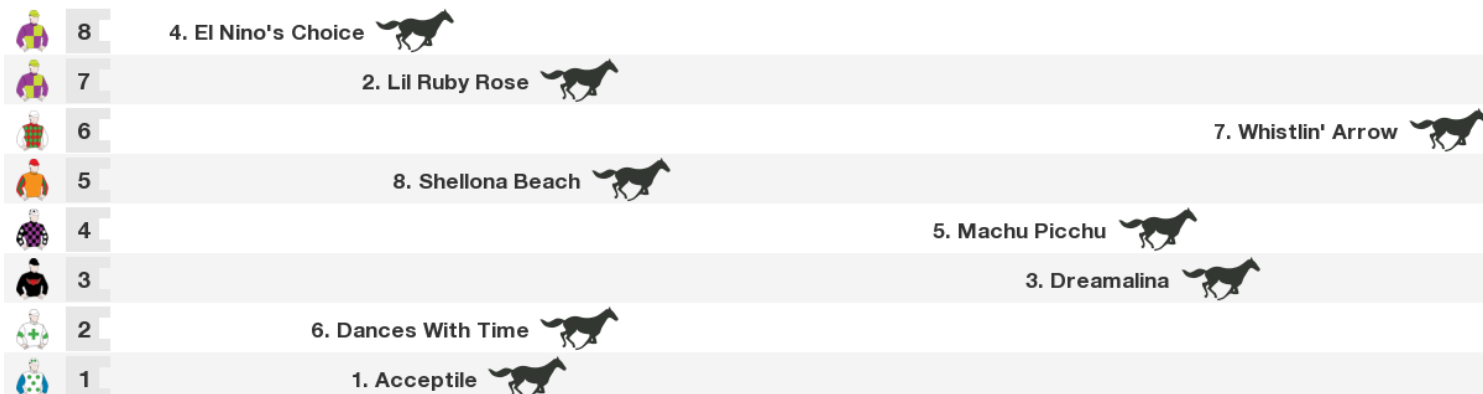 8 4. El Nino's Choice
7 2. Lil Ruby Rose
6 7. Whistlin' Arrow
5 8. Shellona Beach
4 5. Machu Picchu
3 3. Dreamalina
2 6. Dances With Time
1 1. Acceptile